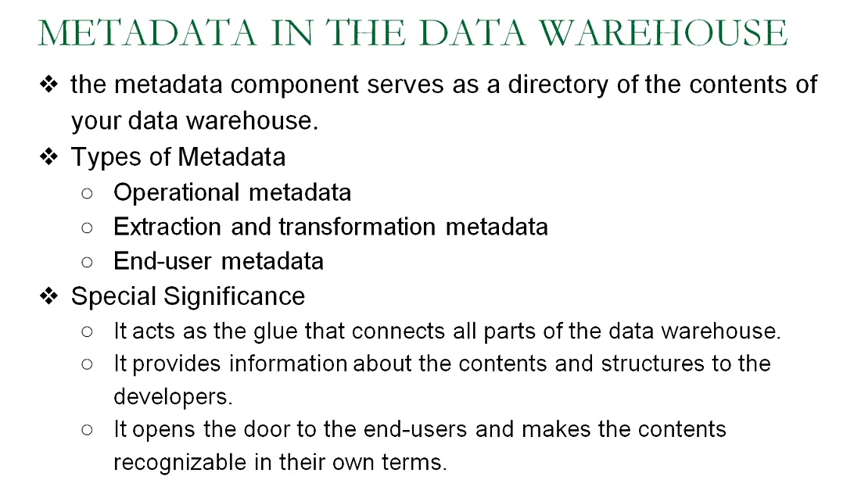 METADATA IN THE DATA WAREHOUSE
❖ the metadata component serves as a directory of the contents of
your data warehouse.
❖ Types of Metadata
○ Operational metadata
○ Extraction and transformation metadata
○ End-user metadata
❖ Special Significance
○ It acts as the glue that connects all parts of the data warehouse.
○ It provides information about the contents and structures to the
developers.
○ It opens the door to the end-users and makes the contents
recognizable in their own terms.